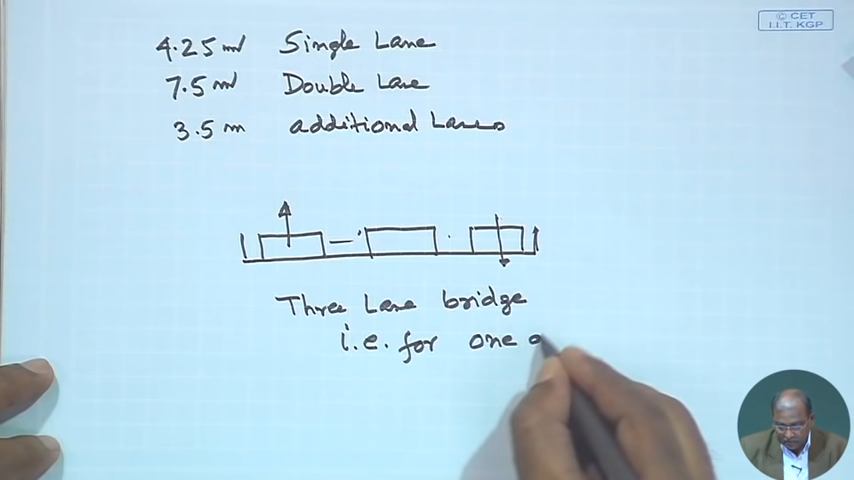 © CET
I.I.T. KGP
4.25 m Single Lane
7.5 m Double Lane
3.5 m additional Lanes
Three Lane bridge
i.e. for one